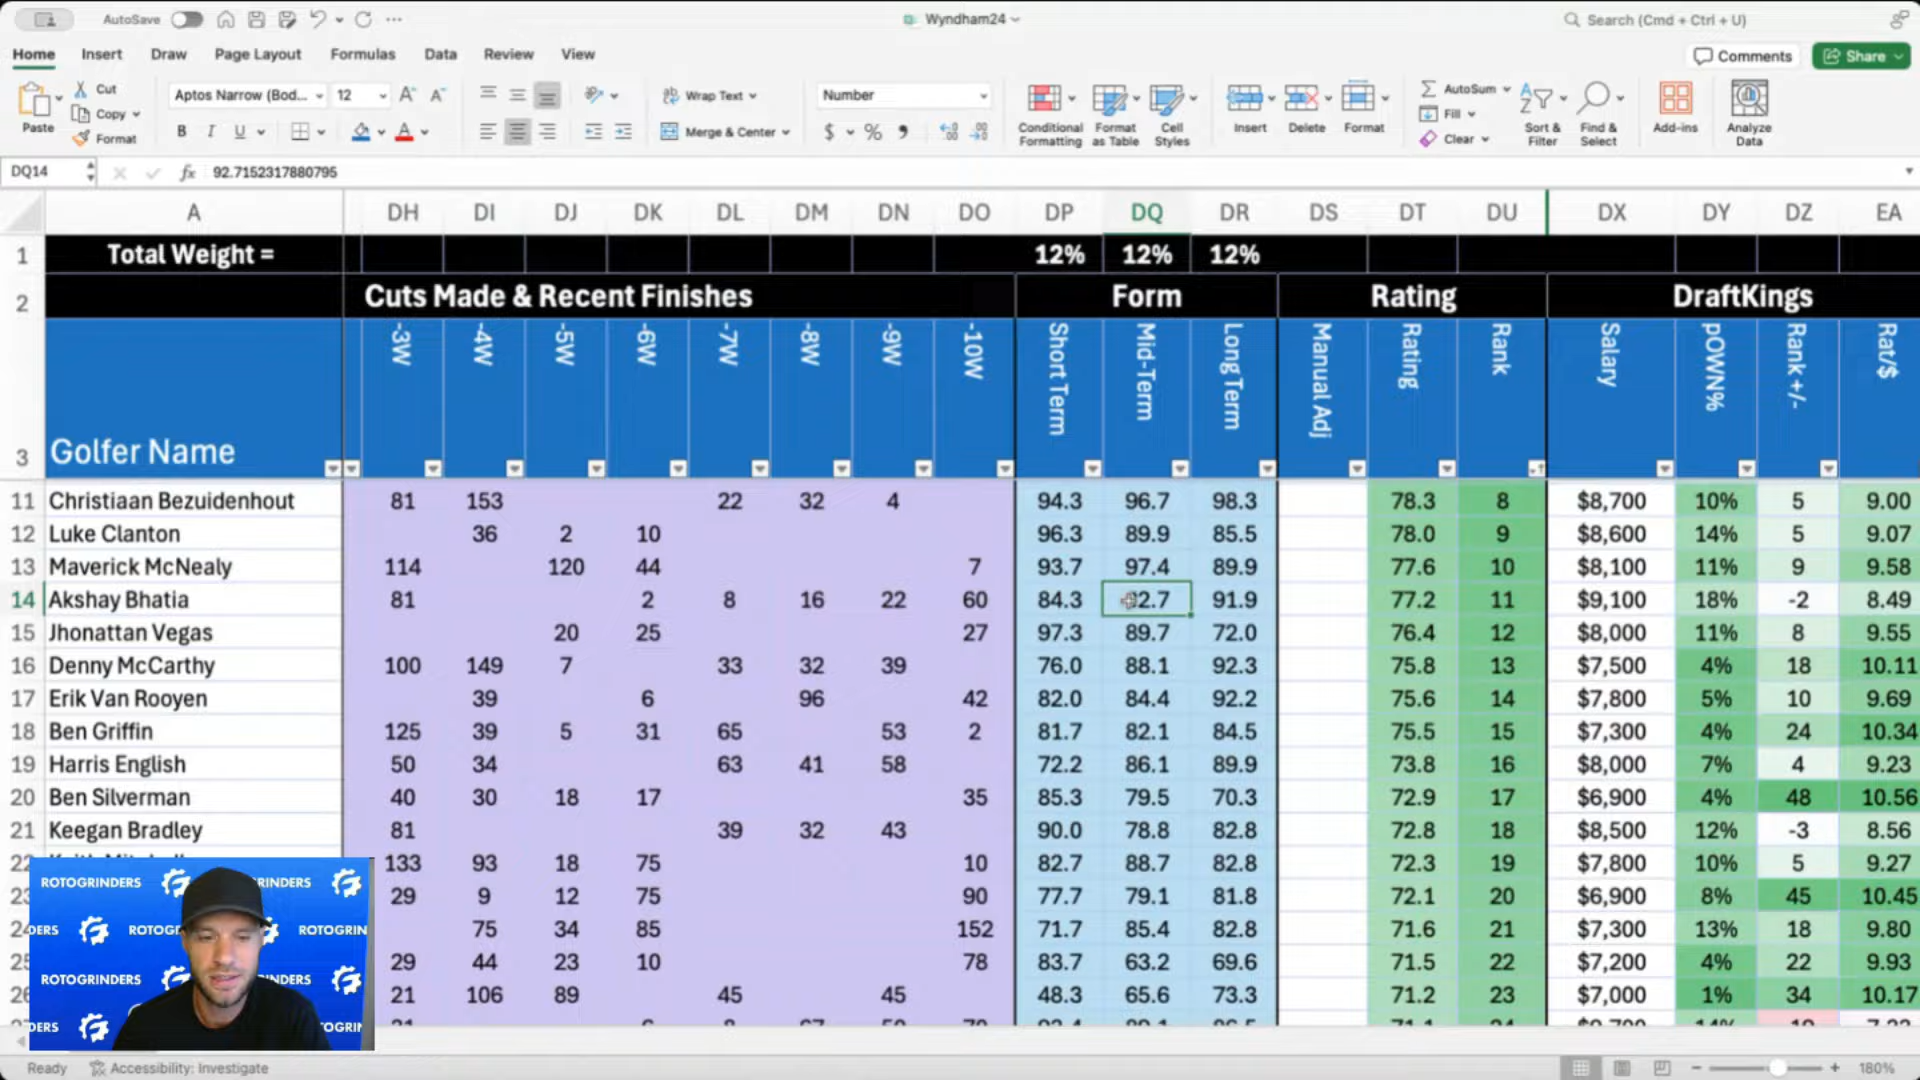 AutoSave
Wyndham24
Search (Cmd + Ctrl + U)
Home Insert Draw Page Layout Formulas Data Review View
Comments Share
Paste Cut Copy Format
Aptos Narrow (Bod... 12
B I U
Wrap Text
Merge & Center
Number
$ % 9
Conditional Formatting
Format as Table
Cell Styles
Insert Delete Format
AutoSum Fill Clear
Sort & Filter
Find & Select
Add-ins
Analyze Data
DQ14 fx 92.7152317880795
A DH DI DJ DK DL DM DN DO DP DQ DR DS DT DU DX DY DZ EA
1 Total Weight = 12% 12% 12%
2 Cuts Made & Recent Finishes Form Rating DraftKings
3 Golfer Name -3W -4W -5W -6W -7W -8W -9W -10W Short Term Mid-Term Long Term Manual Adj Rating Rank Salary pOWN% Rank +/- Rat/$
11 Christiaan Bezuidenhout 81 153 22 32 4 94.3 96.7 98.3 78.3 8 $8,700 10% 5 9.00
12 Luke Clanton 36 2 10 96.3 89.9 85.5 78.0 9 $8,600 14% 5 9.07
13 Maverick McNealy 114 120 44 7 93.7 97.4 89.9 77.6 10 $8,100 11% 9 9.58
14 Akshay Bhatia 81 2 8 16 22 60 84.3 92.7 91.9 77.2 11 $9,100 18% -2 8.49
15 Jhonattan Vegas 20 25 27 97.3 89.7 72.0 76.4 12 $8,000 11% 8 9.55
16 Denny McCarthy 100 149 7 33 32 39 76.0 88.1 92.3 75.8 13 $7,500 4% 18 10.11
17 Erik Van Rooyen 39 6 96 42 82.0 84.4 92.2 75.6 14 $7,800 5% 10 9.69
18 Ben Griffin 125 39 5 31 65 53 2 81.7 82.1 84.5 75.5 15 $7,300 4% 24 10.34
19 Harris English 50 34 63 41 58 72.2 86.1 89.9 73.8 16 $8,000 7% 4 9.23
20 Ben Silverman 40 30 18 17 35 85.3 79.5 70.3 72.9 17 $6,900 4% 48 10.56
21 Keegan Bradley 81 39 32 43 90.0 78.8 82.8 72.8 18 $8,500 12% -3 8.56
22 133 93 18 75 10 82.7 88.7 82.8 72.3 19 $7,800 10% 5 9.27
23 29 9 12 75 90 77.7 79.1 81.8 72.1 20 $6,900 8% 45 10.45
24 75 34 85 152 71.7 85.4 82.8 71.6 21 $7,300 13% 18 9.80
25 29 44 23 10 78 83.7 63.2 69.6 71.5 22 $7,200 4% 22 9.93
26 21 106 89 45 45 48.3 65.6 73.3 71.2 23 $7,000 1% 34 10.17
ROTOGRINDERS RINDERS
DERS ROTOGR ROTOGRIN
ROTOGRINDERS ROTOGRINDERS
DERS TOGRIN
Ready Accessibility: Investigate 180%